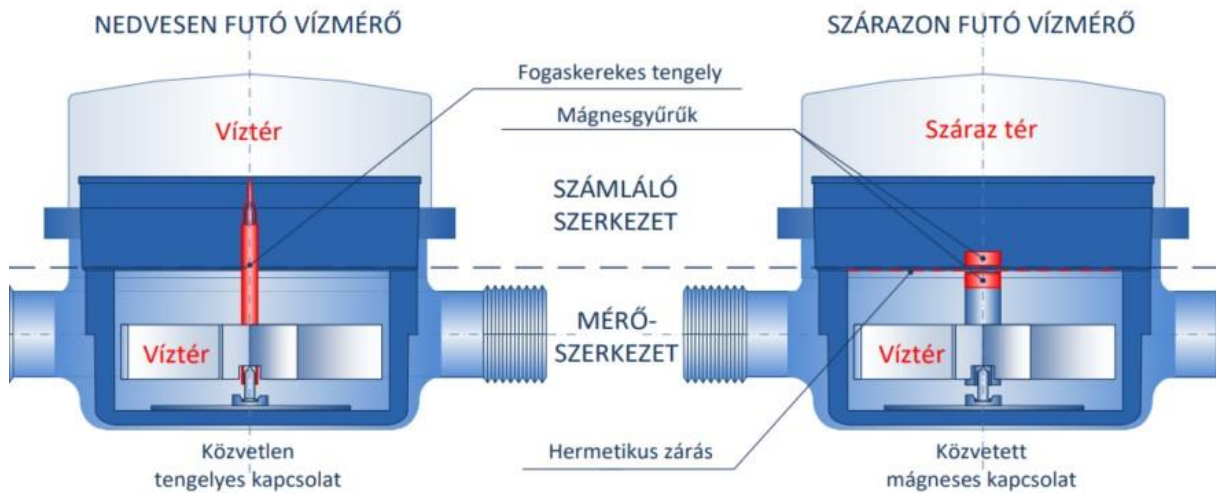 NEDVESEN FUTÓ VÍZMÉRŐ
SZÁRAZON FUTÓ VÍZMÉRŐ
Fogaskerekes tengely
Mágnesgyűrűk
Víztér
Száraz tér
SZÁMLÁLÓ
SZERKEZET
MÉRŐ-
SZERKEZET
Víztér
Víztér
Hermetikus zárás
Közvetlen
tengelyes kapcsolat
Közvetett
mágneses kapcsolat